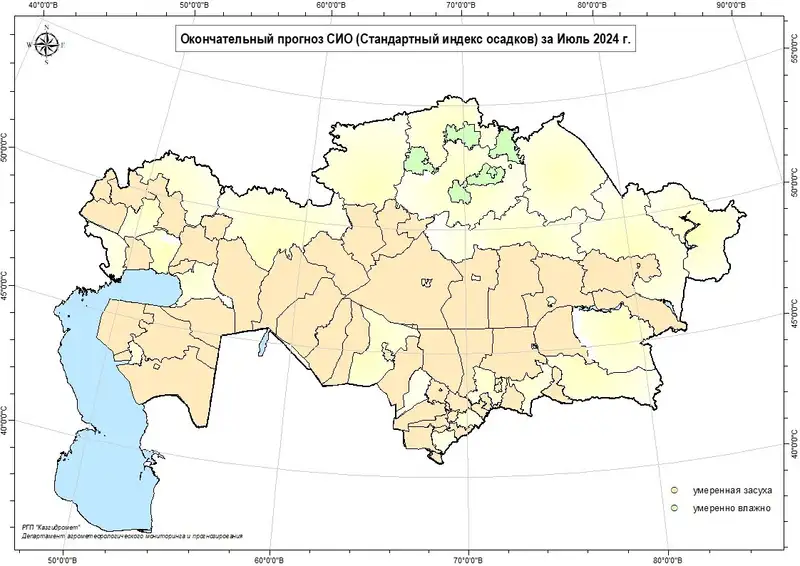 40°0'0"С 50°0'0"В 60°0'0"В 70°0'0"В 80°0'0"В 90°0'0"В
Окончательный прогноз СИО (Стандартный индекс осадков) за Июль 2024 г.
N
W E
S
55°0'0"С
50°0'0"С
50°0'0"С
45°0'0"С
45°0'0"С
40°0'0"С
40°0'0"С
умеренная засуха
умеренно влажно
РГП "Казгидромет"
Департамент агрометеорологического мониторинга и прогнозирования
50°0'0"В 60°0'0"В 70°0'0"В 80°0'0"В